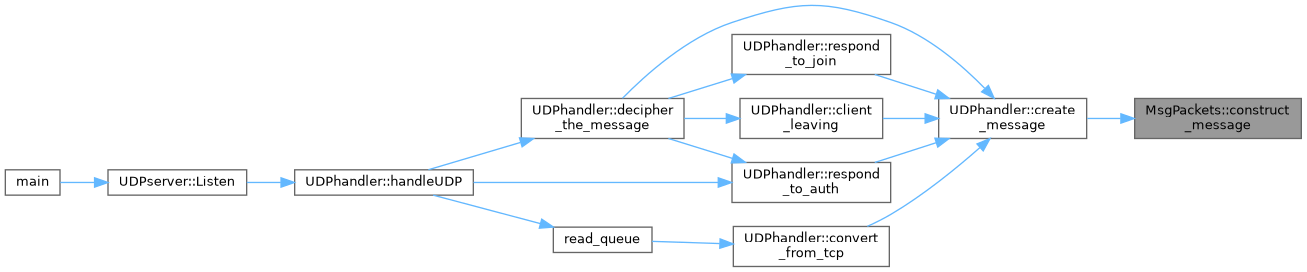 main
UDPserver::Listen
UDPhandler::handleUDP
UDPhandler::decipher
_the_message
read_queue
UDPhandler::respond
_to_join
UDPhandler::client
_leaving
UDPhandler::respond
_to_auth
UDPhandler::convert
_from_tcp
UDPhandler::create
_message
MsgPackets::construct
_message